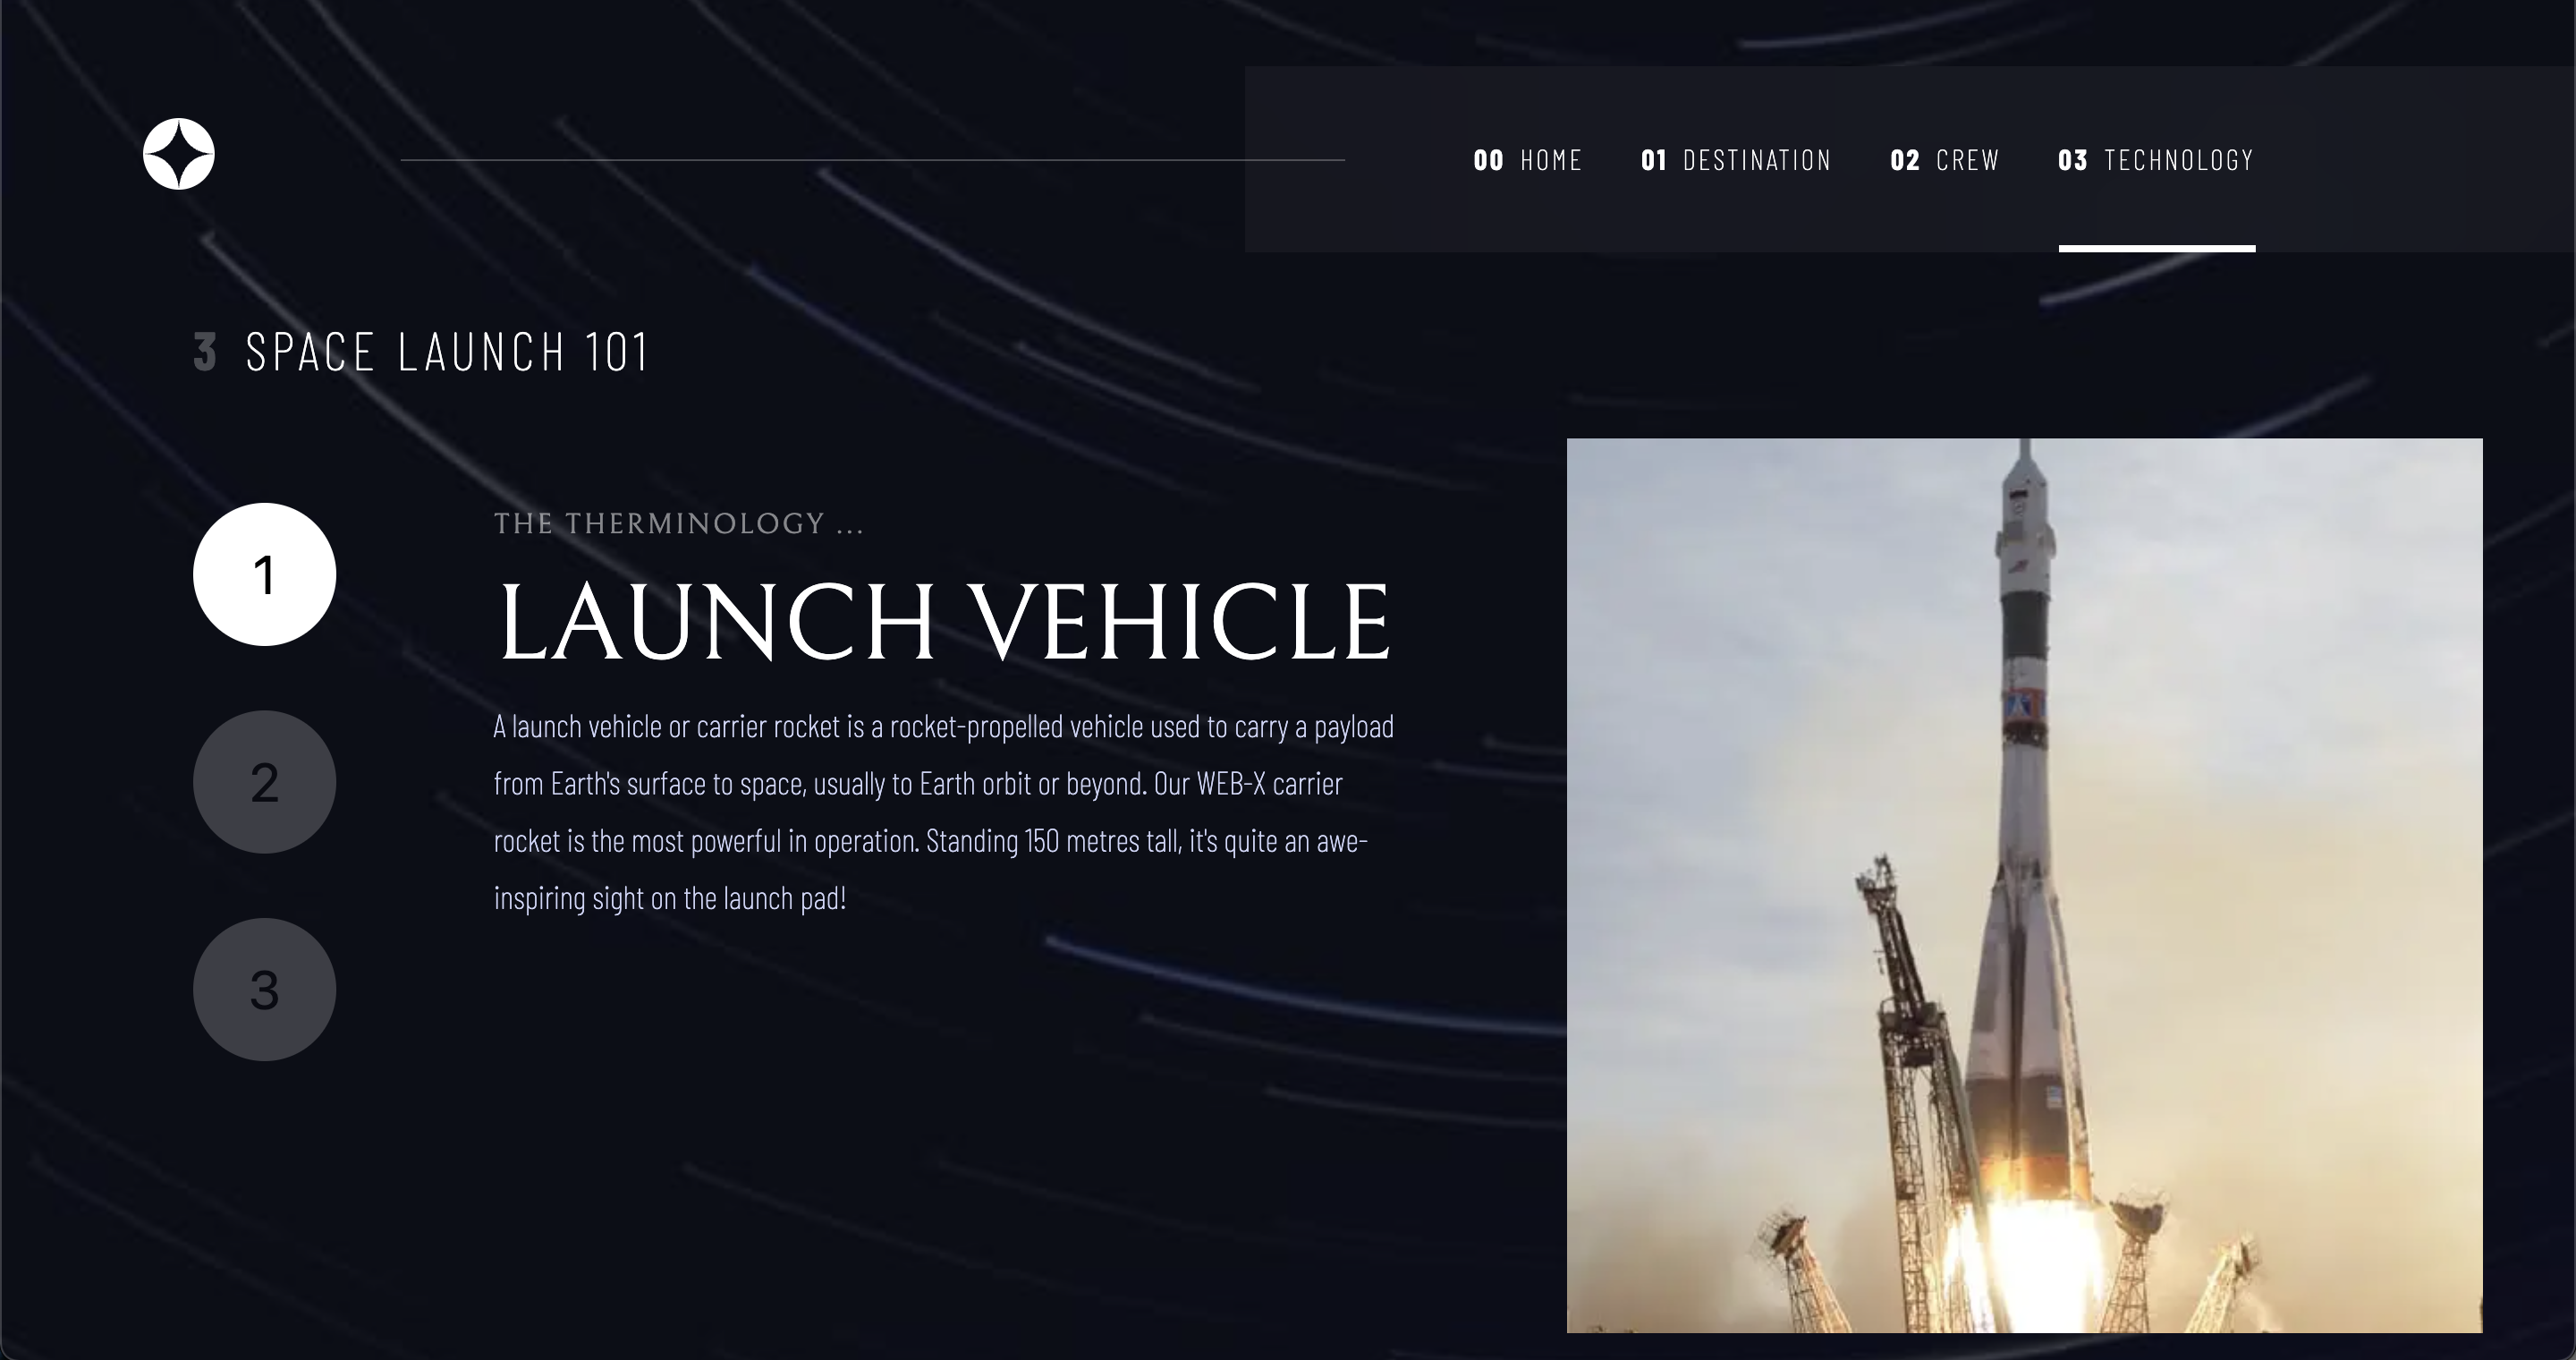 00 HOME 01 DESTINATION 02 CREW 03 TECHNOLOGY
3 SPACE LAUNCH 101
1
2
3
THE THERMINOLOGY ...
LAUNCH VEHICLE
A launch vehicle or carrier rocket is a rocket-propelled vehicle used to carry a payload
from Earth's surface to space, usually to Earth orbit or beyond. Our WEB-X carrier
rocket is the most powerful in operation. Standing 150 metres tall, it's quite an awe-
inspiring sight on the launch pad!